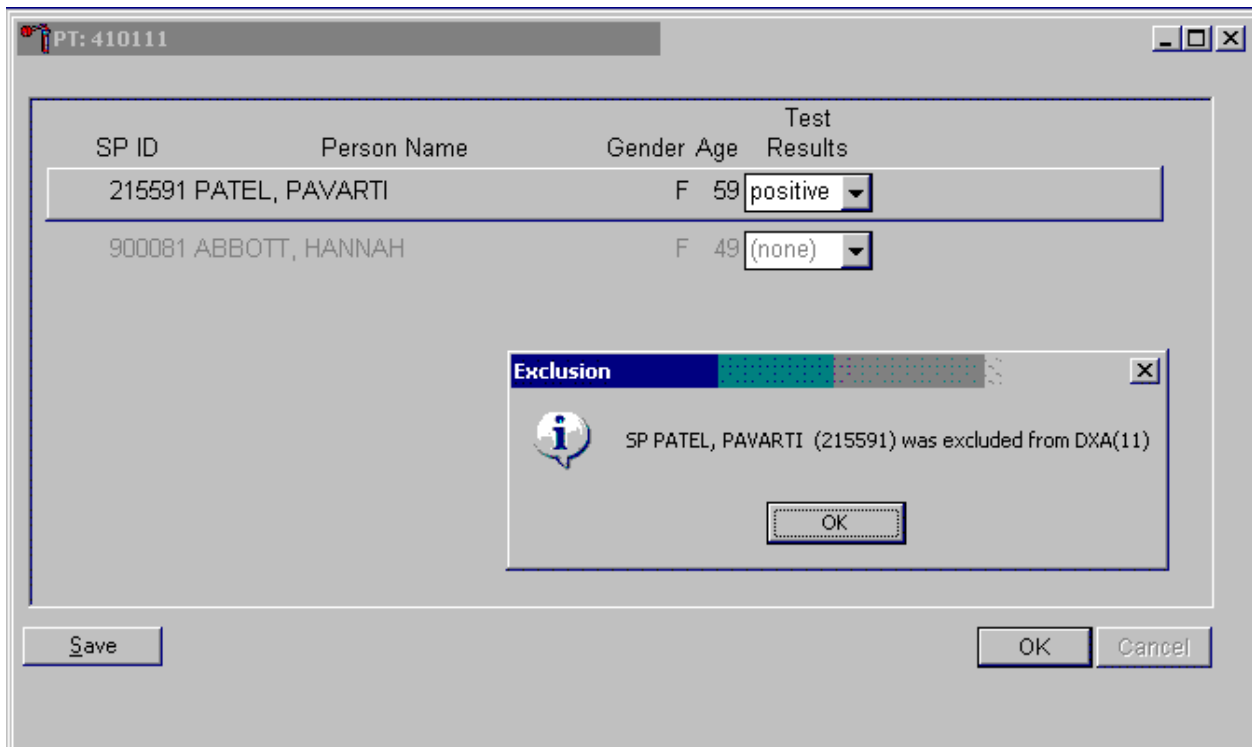 PT: 410111
Test
SP ID Person Name Gender Age Results
215591 PATEL, PAVARTI F 59 positive
900081 ABBOTT, HANNAH F 49 (none)
Exclusion
SP PATEL, PAVARTI (215591) was excluded from DXA(11)
OK
Save OK Cancel